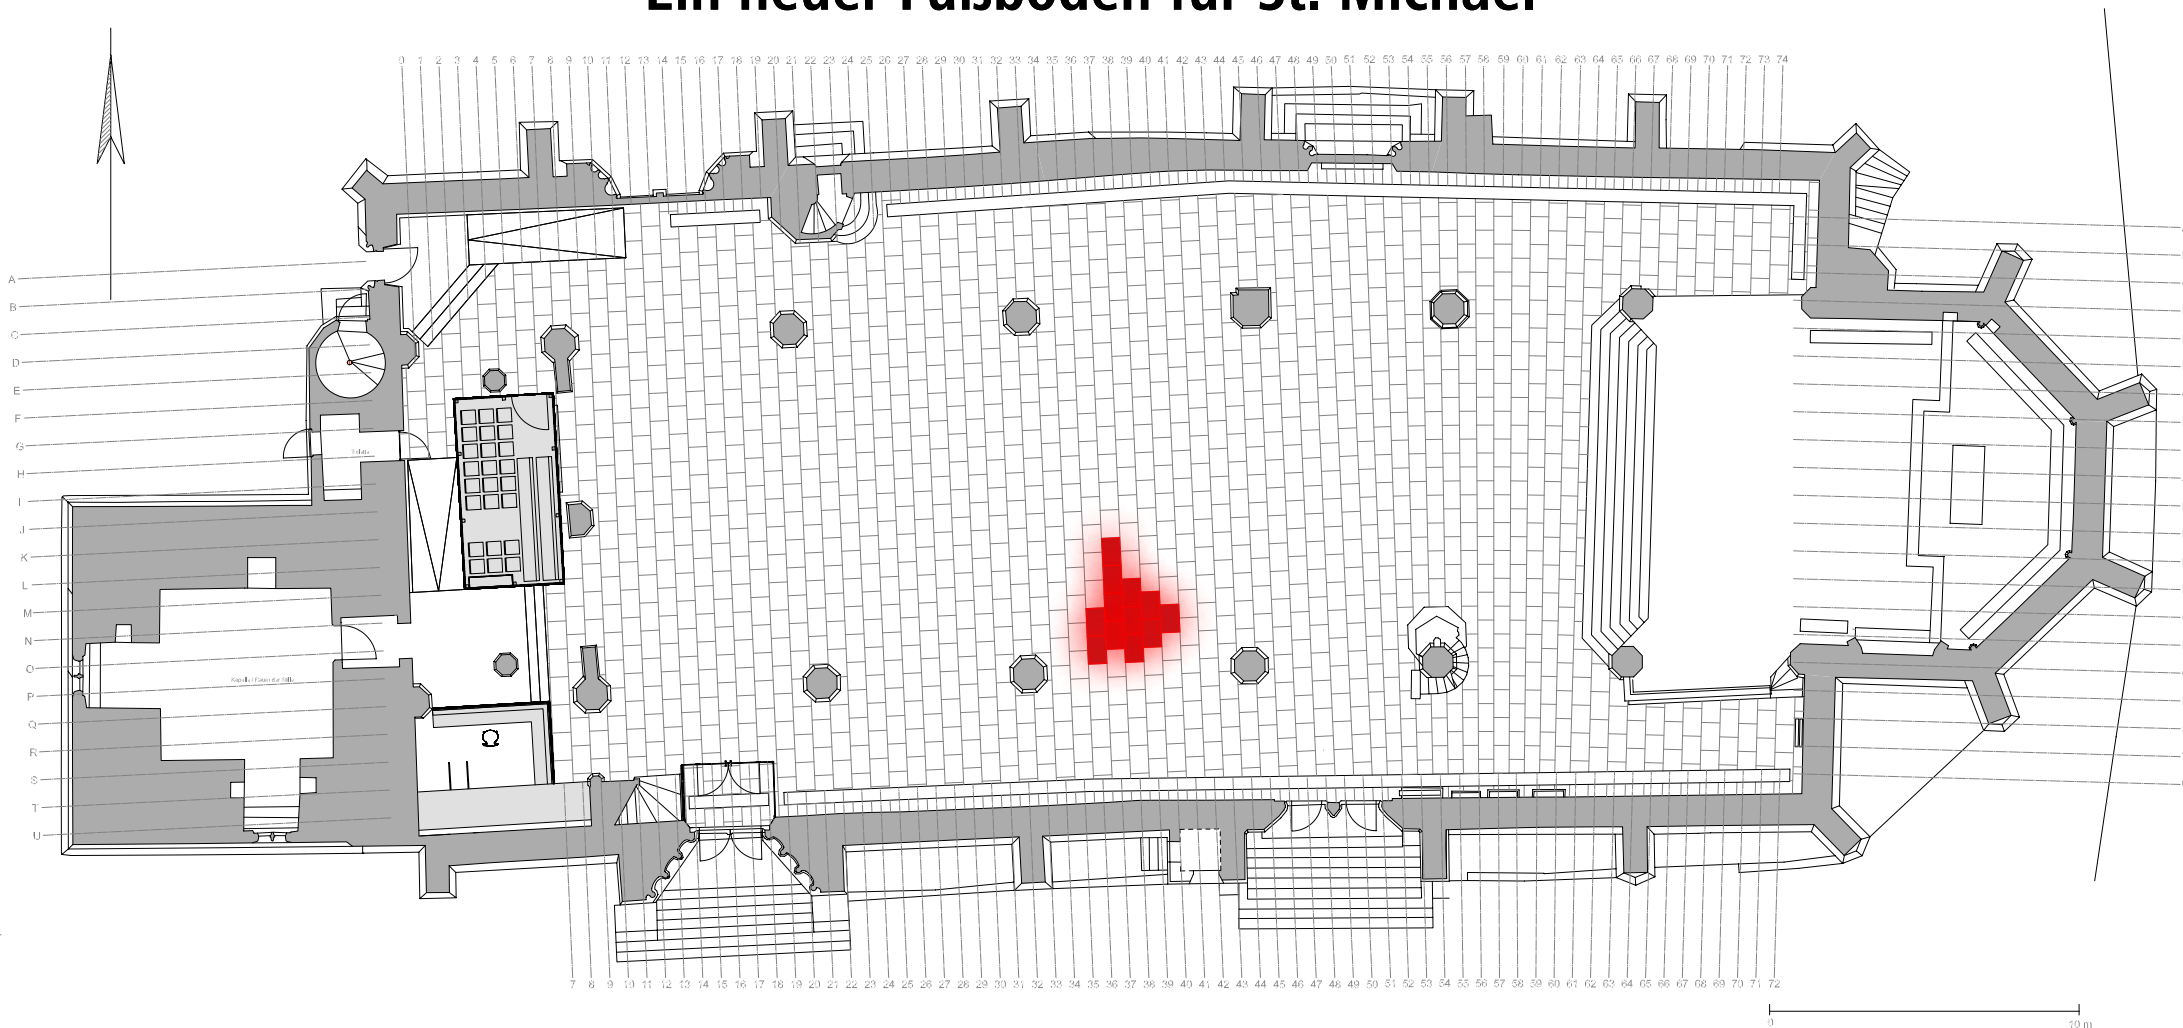 Ein neuer Fußboden für St. Michael
0 1 2 3 4 5 6 7 8 9 10 11 12 13 14 15 16 17 18 19 20 21 22 23 24 25 26 27 28 29 30 31 32 33 34 35 36 37 38 39 40 41 42 43 44 45 46 47 48 49 50 51 52 53 54 55 56 57 58 59 60 61 62 63 64 65 66 67 68 69 70 71 72 73 74
A
B
C
D
E
F
G
H
I
J
K
L
M
N
O
P
Q
R
S
T
U
7 8 9 10 11 12 13 14 15 16 17 18 19 20 21 22 23 24 25 26 27 28 29 30 31 32 33 34 35 36 37 38 39 40 41 42 43 44 45 46 47 48 49 50 51 52 53 54 55 56 57 58 59 60 61 62 63 64 65 66 67 68 69 70 71 72
0 10 m